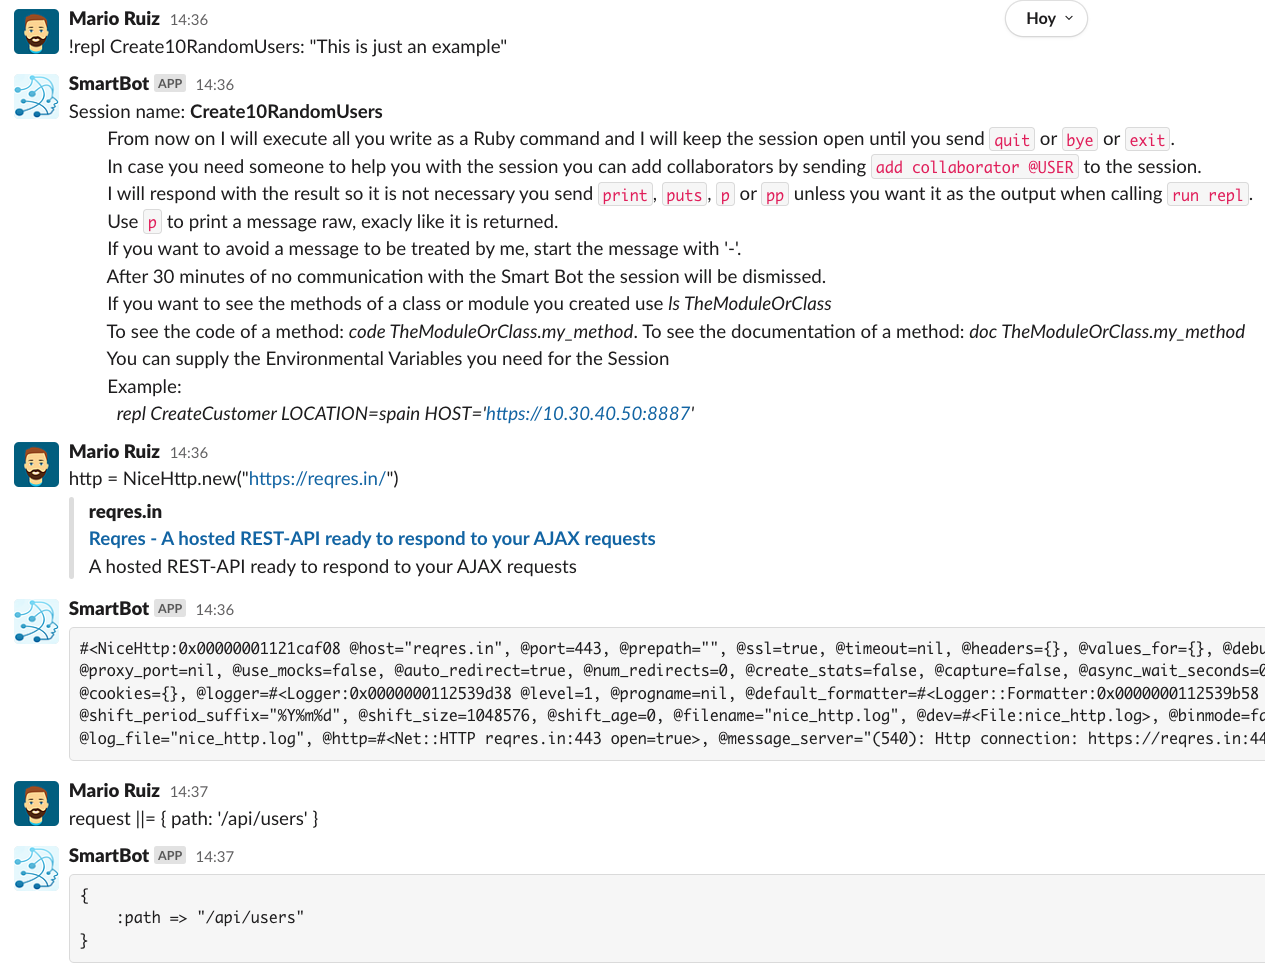 Mario Ruiz 14:36
Hoy
!repl Create10RandomUsers: "This is just an example"
SmartBot APP 14:36
Session name: Create10RandomUsers
From now on I will execute all you write as a Ruby command and I will keep the session open until you send quit or bye or exit.
In case you need someone to help you with the session you can add collaborators by sending add collaborator @USER to the session.
I will respond with the result so it is not necessary you send print, puts, p or pp unless you want it as the output when calling run repl.
Use p to print a message raw, exacly like it is returned.
If you want to avoid a message to be treated by me, start the message with '-'.
After 30 minutes of no communication with the Smart Bot the session will be dismissed.
If you want to see the methods of a class or module you created use ls TheModuleOrClass
To see the code of a method: code TheModuleOrClass.my_method. To see the documentation of a method: doc TheModuleOrClass.my_method
You can supply the Environmental Variables you need for the Session
Example:
repl CreateCustomer LOCATION=spain HOST='https://10.30.40.50:8887'
Mario Ruiz 14:36
http = NiceHttp.new("https://reqres.in/")
reqres.in
Reqres - A hosted REST-API ready to respond to your AJAX requests
A hosted REST-API ready to respond to your AJAX requests
SmartBot APP 14:36
#<NiceHttp:0x00000001121caf08 @host="reqres.in", @port=443, @prepath="", @ssl=true, @timeout=nil, @headers={}, @values_for={}, @debu
@proxy_port=nil, @use_mocks=false, @auto_redirect=true, @num_redirects=0, @create_stats=false, @capture=false, @async_wait_seconds=0
@cookies={}, @logger=#<Logger:0x0000000112539d38 @level=1, @progname=nil, @default_formatter=#<Logger::Formatter:0x0000000112539b58
@shift_period_suffix="%Y%m%d", @shift_size=1048576, @shift_age=0, @filename="nice_http.log", @dev=#<File:nice_http.log>, @binmode=fa
@log_file="nice_http.log", @http=#<Net::HTTP reqres.in:443 open=true>, @message_server="(540): Http connection: https://reqres.in:44
Mario Ruiz 14:37
request ||= { path: '/api/users' }
SmartBot APP 14:37
{
:path => "/api/users"
}